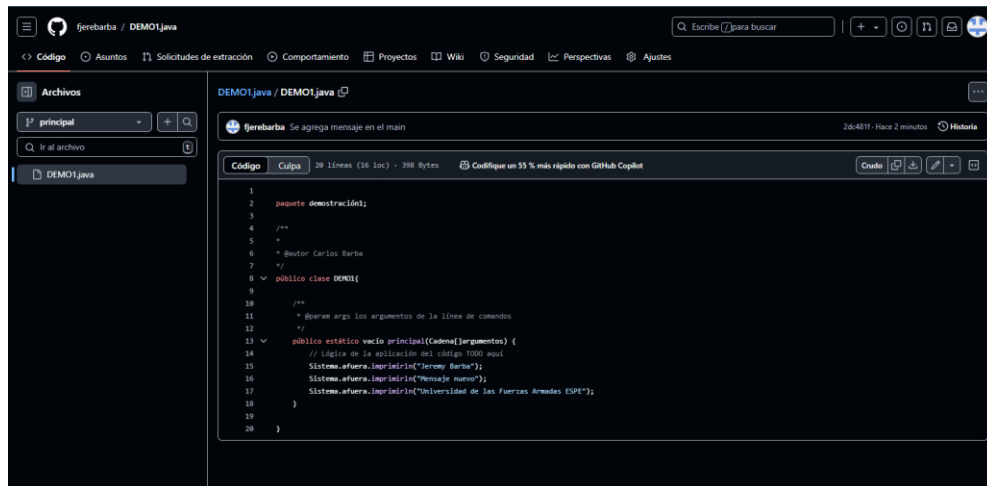 fjerebarba / DEMO1.java
Escribe / para buscar
<> Código Asuntos Solicitudes de extracción Comportamiento Proyectos Wiki Seguridad Perspectivas Ajustes
Archivos
principal
Ir al archivo t
DEMO1.java
DEMO1.java / DEMO1.java
fjerebarba Se agrega mensaje en el main 2dc481f · Hace 2 minutos Historia
Código Culpa 20 líneas (16 loc) · 398 Bytes Codifique un 55 % más rápido con GitHub Copilot Crudo
1
2 paquete demostración1;
3
4 /**
5 *
6 * @autor Carlos Barba
7 */
8 público clase DEMO1{
9
10 /**
11 * @param args los argumentos de la línea de comandos
12 */
13 público estático vacío principal(Cadena[]argumentos) {
14 // Lógica de la aplicación del código TODO aquí
15 Sistema.afuera.imprimirln("Jeremy Barba");
16 Sistema.afuera.imprimirln("Mensaje nuevo");
17 Sistema.afuera.imprimirln("Universidad de las Fuerzas Armadas ESPE");
18 }
19
20 }